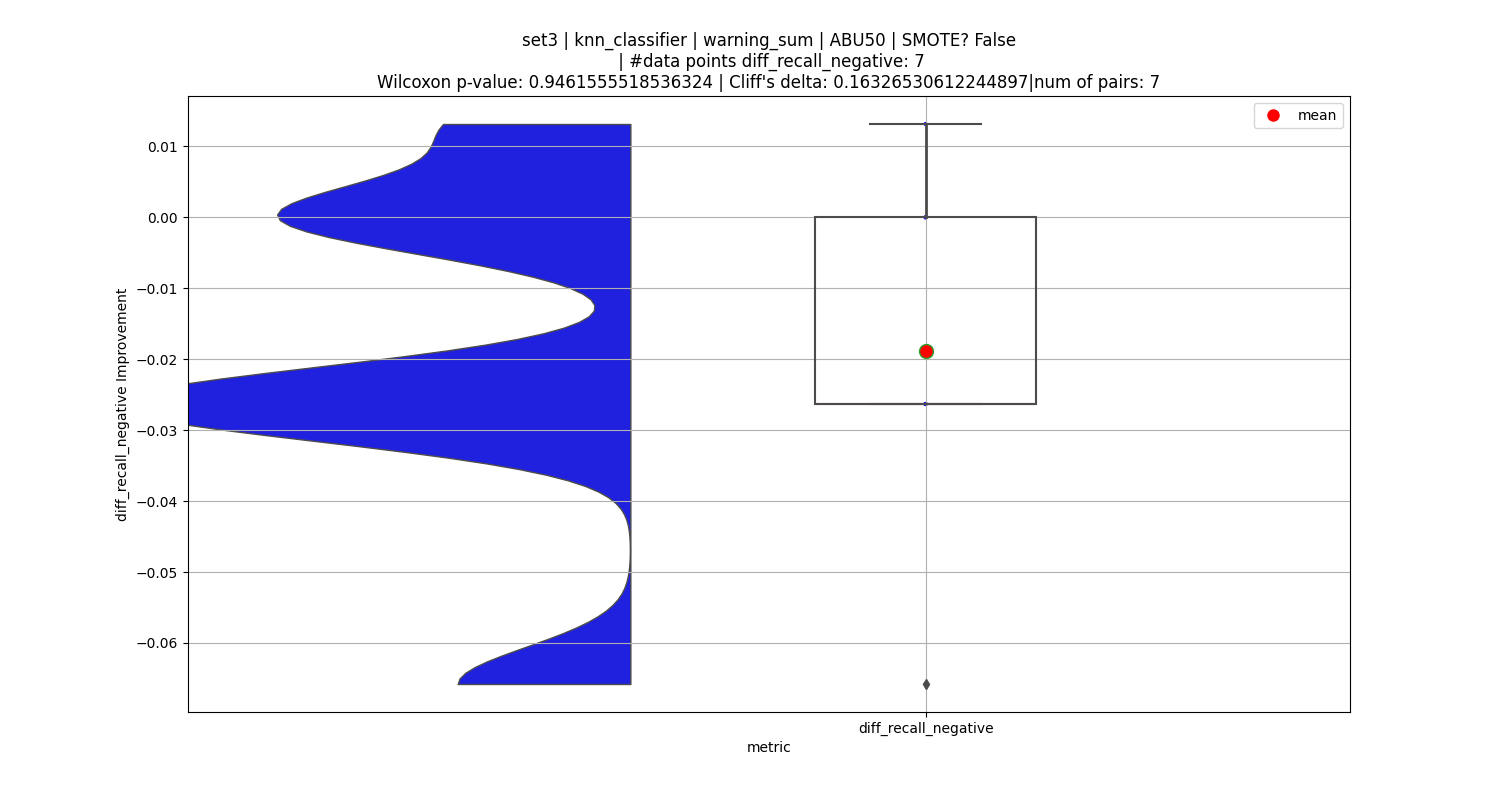 set3 | knn_classifier | warning_sum | ABU50 | SMOTE? False
| #data points diff_recall_negative: 7
Wilcoxon p-value: 0.9461555518536324 | Cliff's delta: 0.16326530612244897|num of pairs: 7
mean
0.01
0.00
−0.01
−0.02
−0.03
−0.04
−0.05
−0.06
diff_recall_negative Improvement
diff_recall_negative
metric